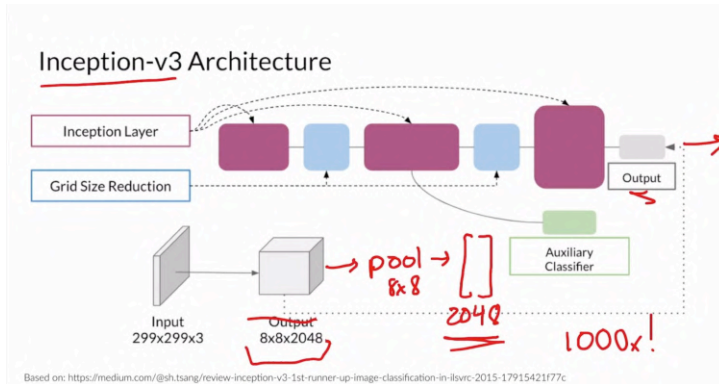 Inception-v3 Architecture
Inception Layer
Grid Size Reduction
Output
Auxiliary
Classifier
pool
8x8
2048
1000x!
Input
299x299x3
Output
8x8x2048
Based on: https://medium.com/@sh.tsang/review-inception-v3-1st-runner-up-image-classification-in-ilsvrc-2015-17915421f77c